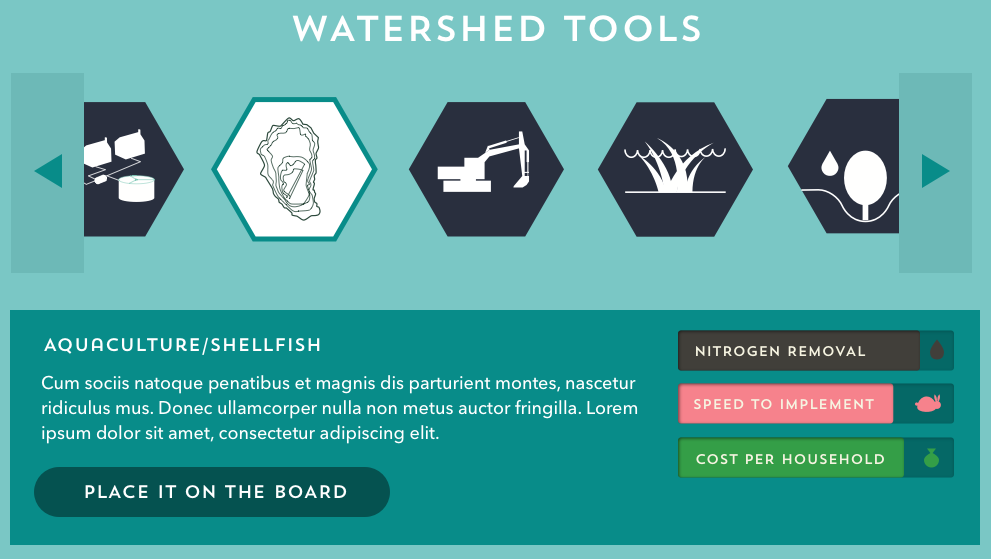 WATERSHED TOOLS
AQUACULTURE/SHELLFISH
Cum sociis natoque penatibus et magnis dis parturient montes, nascetur
ridiculus mus. Donec ullamcorper nulla non metus auctor fringilla. Lorem
ipsum dolor sit amet, consectetur adipiscing elit.
PLACE IT ON THE BOARD
NITROGEN REMOVAL
SPEED TO IMPLEMENT
COST PER HOUSEHOLD